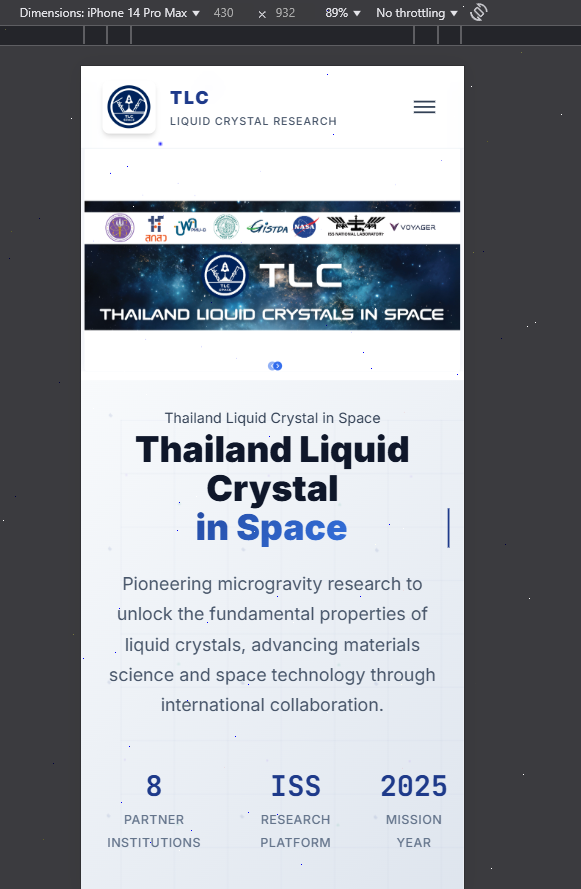 Dimensions: iPhone 14 Pro Max 430 × 932 89% No throttling
TLC
LIQUID CRYSTAL RESEARCH
สกสว GISTDA NASA ISS NATIONAL LABORATORY VOYAGER
TLC
THAILAND LIQUID CRYSTALS IN SPACE
Thailand Liquid Crystal in Space
Thailand Liquid
Crystal
in Space
Pioneering microgravity research to
unlock the fundamental properties of
liquid crystals, advancing materials
science and space technology through
international collaboration.
8 ISS 2025
PARTNER RESEARCH MISSION
INSTITUTIONS PLATFORM YEAR